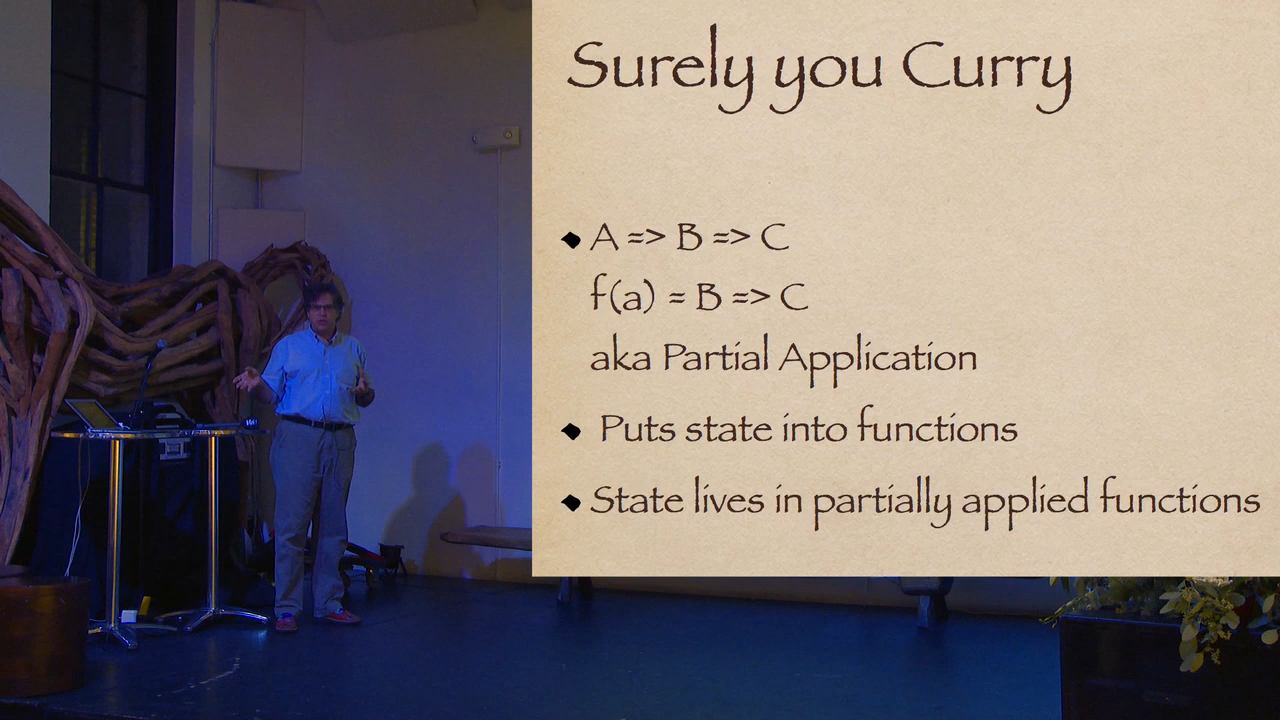 Surely you Curry
A => B => C
f(a) = B => C
aka Partial Application
Puts state into functions
State lives in partially applied functions